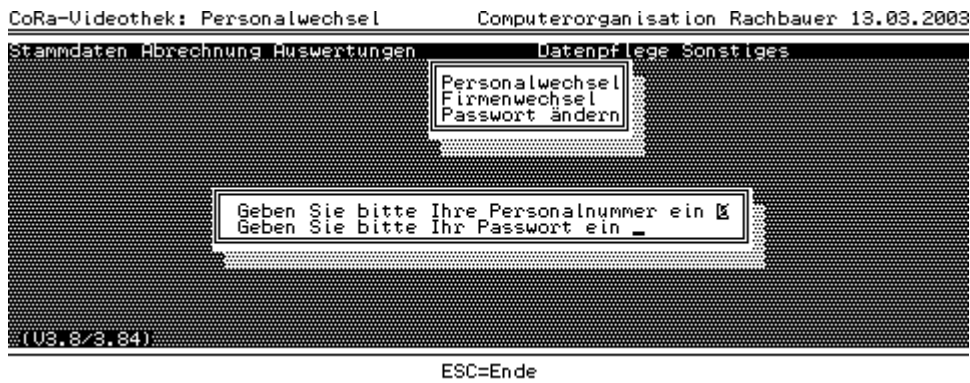 CoRa-Videothek: Personalwechsel Computerorganisation Rachbauer 13.03.2003
Stammdaten Abrechnung Auswertungen Datenpflege Sonstiges
Personalwechsel
Firmenwechsel
Passwort ändern
Geben Sie bitte Ihre Personalnummer ein
Geben Sie bitte Ihr Passwort ein _
(V3.8/3.84)
ESC=Ende